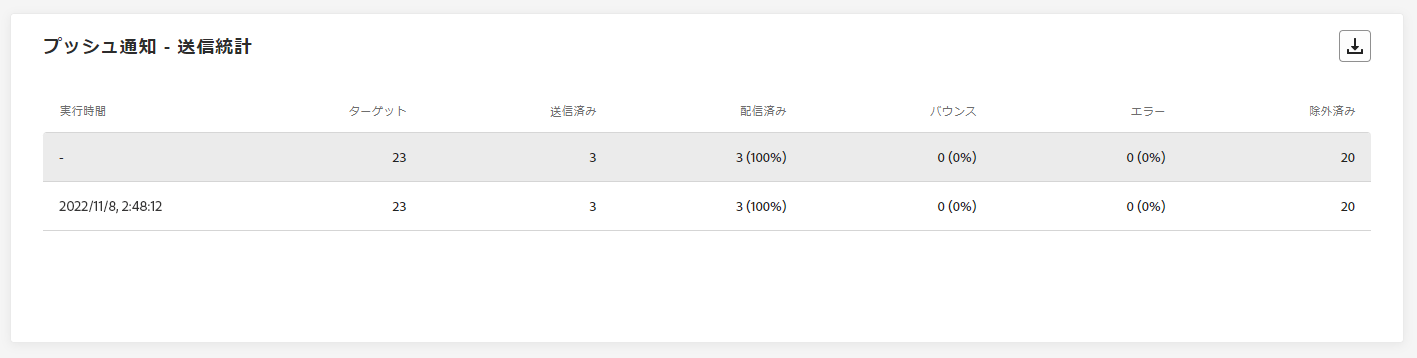 プッシュ通知 - 送信統計
実行時間 ターゲット 送信済み 配信済み バウンス エラー 除外済み
- 23 3 3 (100%) 0 (0%) 0 (0%) 20
2022/11/8, 2:48:12 23 3 3 (100%) 0 (0%) 0 (0%) 20